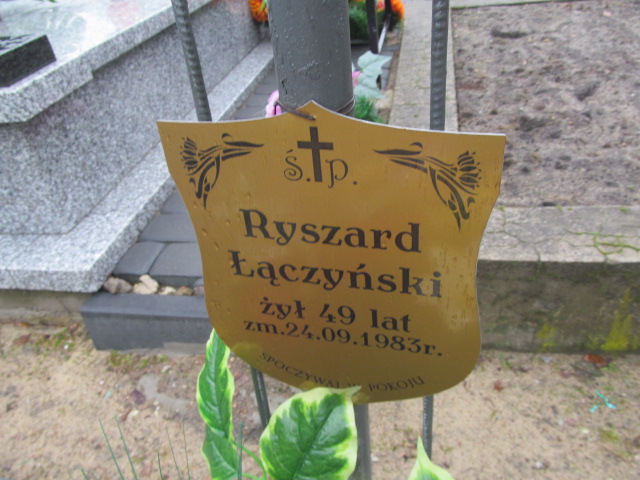 ś.†p.
Ryszard
Łączyński
żył 49 lat
zm.24.09.1983r.
SPOCZYWAJ W POKOJU